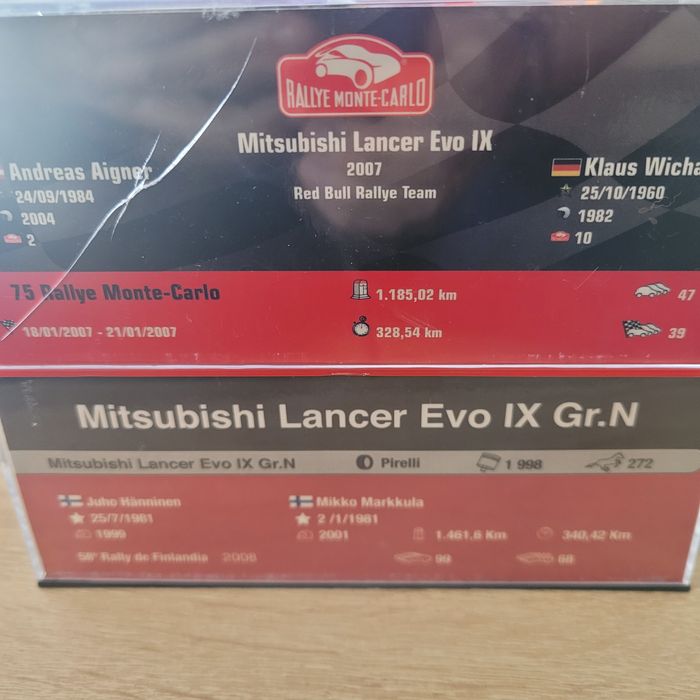 RALLYE MONTE-CARLO
Mitsubishi Lancer Evo IX
2007
Red Bull Rallye Team
Andreas Aigner
24/09/1984
2004
2
Klaus Wicha
25/10/1960
1982
10
75 Rallye Monte-Carlo
1.185,02 km
47
18/01/2007 - 21/01/2007
328,54 km
39
Mitsubishi Lancer Evo IX Gr.N
Mitsubishi Lancer Evo IX Gr.N
Pirelli
1 998
272
Juho Hänninen
Mikko Markkula
25/7/1981
2 /1/1981
1999
2001
1.461,6 Km
340,42 Km
58º Rally de Finlandia 2008
99
68